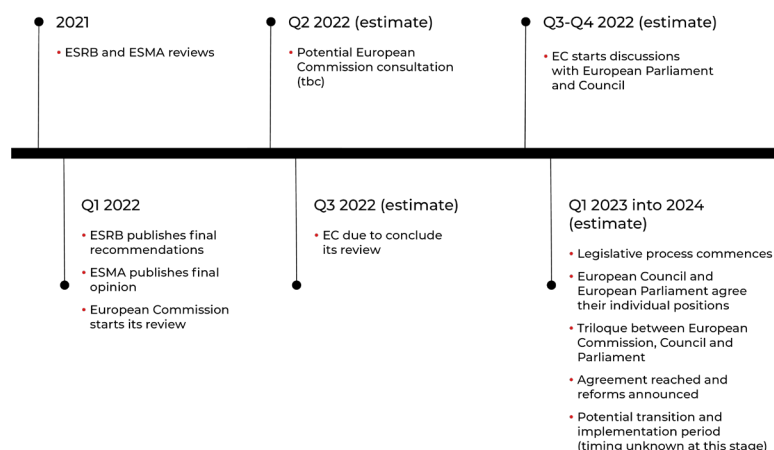 2021
• ESRB and ESMA reviews
Q2 2022 (estimate)
• Potential European
Commission consultation
(tbc)
Q3-Q4 2022 (estimate)
• EC starts discussions
with European Parliament
and Council
Q1 2022
• ESRB publishes final
recommendations
• ESMA publishes final
opinion
• European Commission
starts its review
Q3 2022 (estimate)
• EC due to conclude
its review
Q1 2023 into 2024
(estimate)
• Legislative process commences
• European Council and
European Parliament agree
their individual positions
• Triloque between European
Commission, Council and
Parliament
• Agreement reached and
reforms announced
• Potential transition and
implementation period
(timing unknown at this stage)